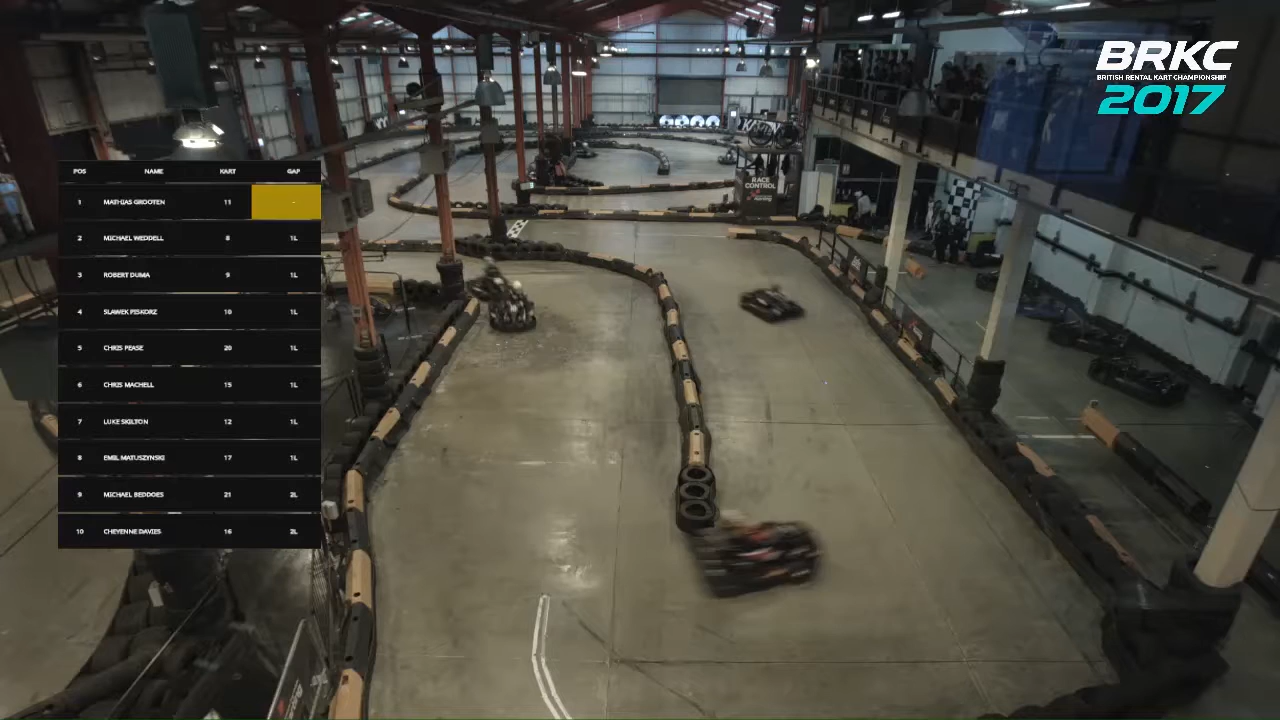 BRKC
BRITISH RENTAL KART CHAMPIONSHIP
2017
POS NAME KART GAP
1 MATHIAS GROOTEN 11 -
2 MICHAEL WEDDELL 8 1L
3 ROBERT DUMA 9 1L
4 SLAWEK PISKORZ 10 1L
5 CHRIS PEASE 20 1L
6 CHRIS MACHELL 15 1L
7 LUKE SKILTON 12 1L
8 EMIL MATUSZYNSKI 17 1L
9 MICHAEL BEDDOES 21 2L
10 CHEYENNE DAVIES 16 2L
RACE
CONTROL